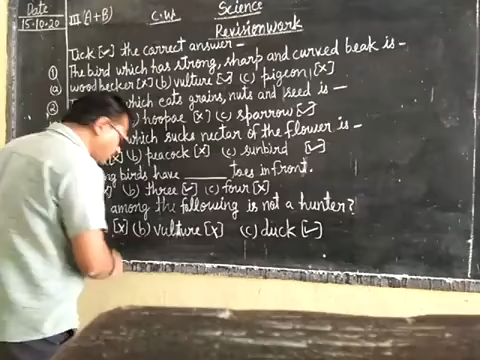 Date
15-10-20 III (A+B) C.W Science
Revision work
Tick [✓] the correct answer -
① The bird which has strong, sharp and curved beak is -
(a) woodpecker [x] (b) vulture [✓] (c) pigeon [x]
② which eats grains, nuts and seed is -
hoopoe [x] (c) sparrow [✓]
which sucks nectar of the flower is -
[x] (b) peacock [x] (c) sunbird [✓]
birds have ______ toes in front.
(b) three [✓] (c) four [x]
among the following is not a hunter?
[x] (b) vulture [x] (c) duck [✓]